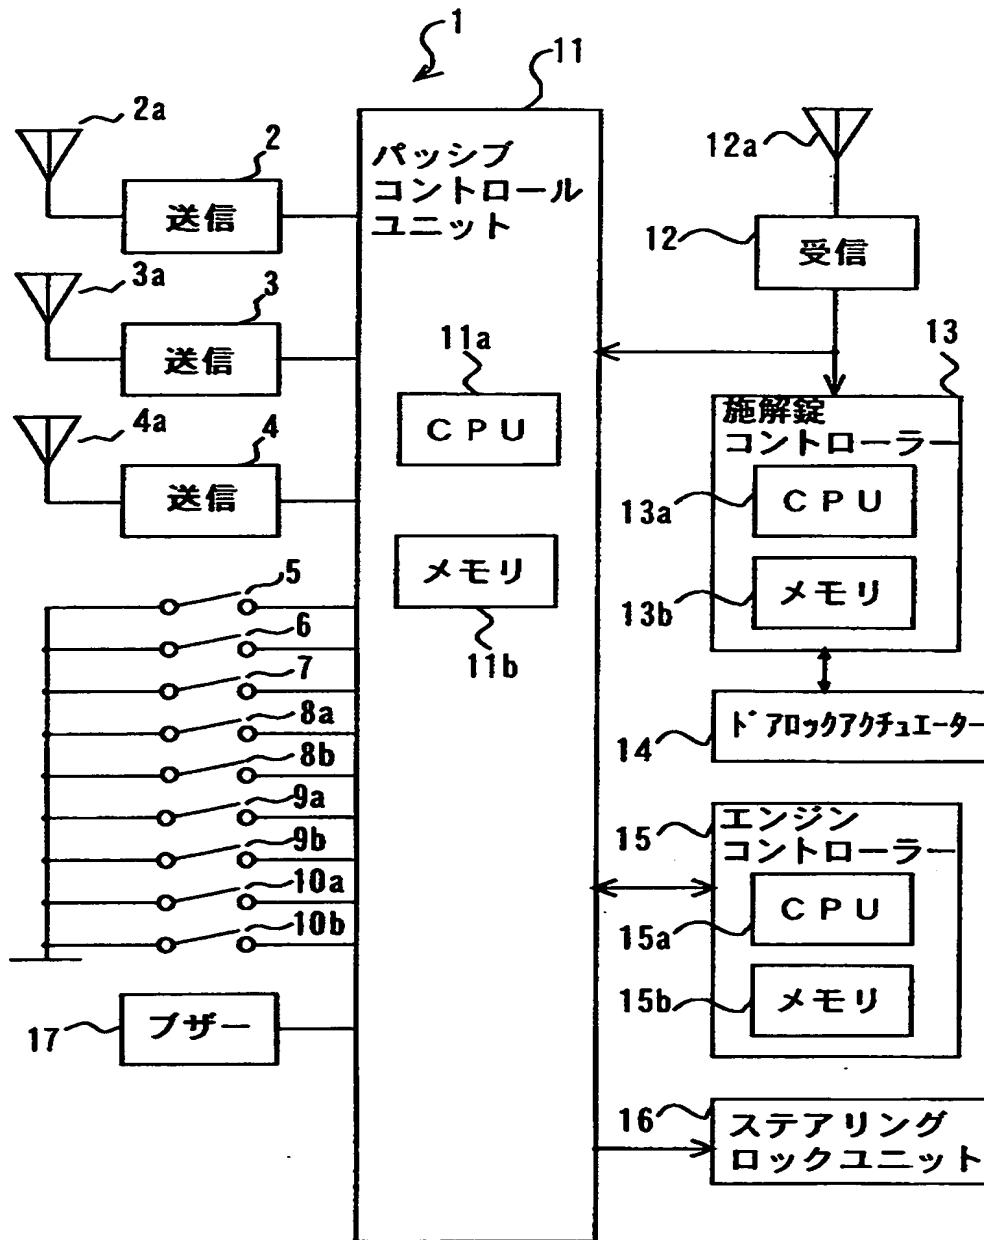 1
11
2a
2
送信
3a
3
送信
4a
4
送信
パッシブ
コントロール
ユニット
11a
CPU
メモリ
11b
5
6
7
8a
8b
9a
9b
10a
10b
17
ブザー
12a
12
受信
13
施解錠
コントローラー
13a
CPU
13b
メモリ
14
ドアロックアクチュエーター
15
エンジン
コントローラー
15a
CPU
15b
メモリ
16
ステアリング
ロックユニット